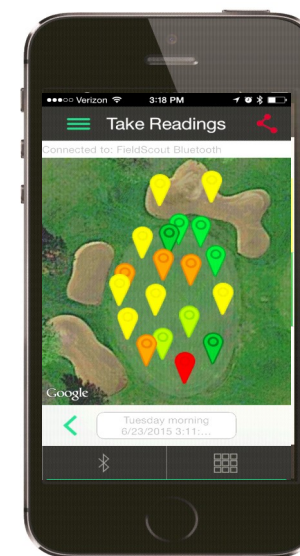 ●●●○○ Verizon 3:18 PM
Take Readings
Connected to: FieldScout Bluetooth
Google
Tuesday morning
6/23/2015 3:11:...